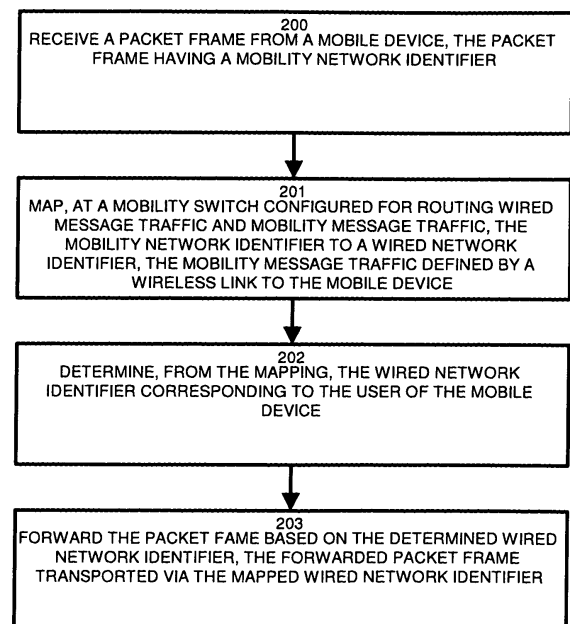 200
RECEIVE A PACKET FRAME FROM A MOBILE DEVICE, THE PACKET
FRAME HAVING A MOBILITY NETWORK IDENTIFIER
201
MAP, AT A MOBILITY SWITCH CONFIGURED FOR ROUTING WIRED
MESSAGE TRAFFIC AND MOBILITY MESSAGE TRAFFIC, THE
MOBILITY NETWORK IDENTIFIER TO A WIRED NETWORK
IDENTIFIER, THE MOBILITY MESSAGE TRAFFIC DEFINED BY A
WIRELESS LINK TO THE MOBILE DEVICE
202
DETERMINE, FROM THE MAPPING, THE WIRED NETWORK
IDENTIFIER CORRESPONDING TO THE USER OF THE MOBILE
DEVICE
203
FORWARD THE PACKET FAME BASED ON THE DETERMINED WIRED
NETWORK IDENTIFIER, THE FORWARDED PACKET FRAME
TRANSPORTED VIA THE MAPPED WIRED NETWORK IDENTIFIER